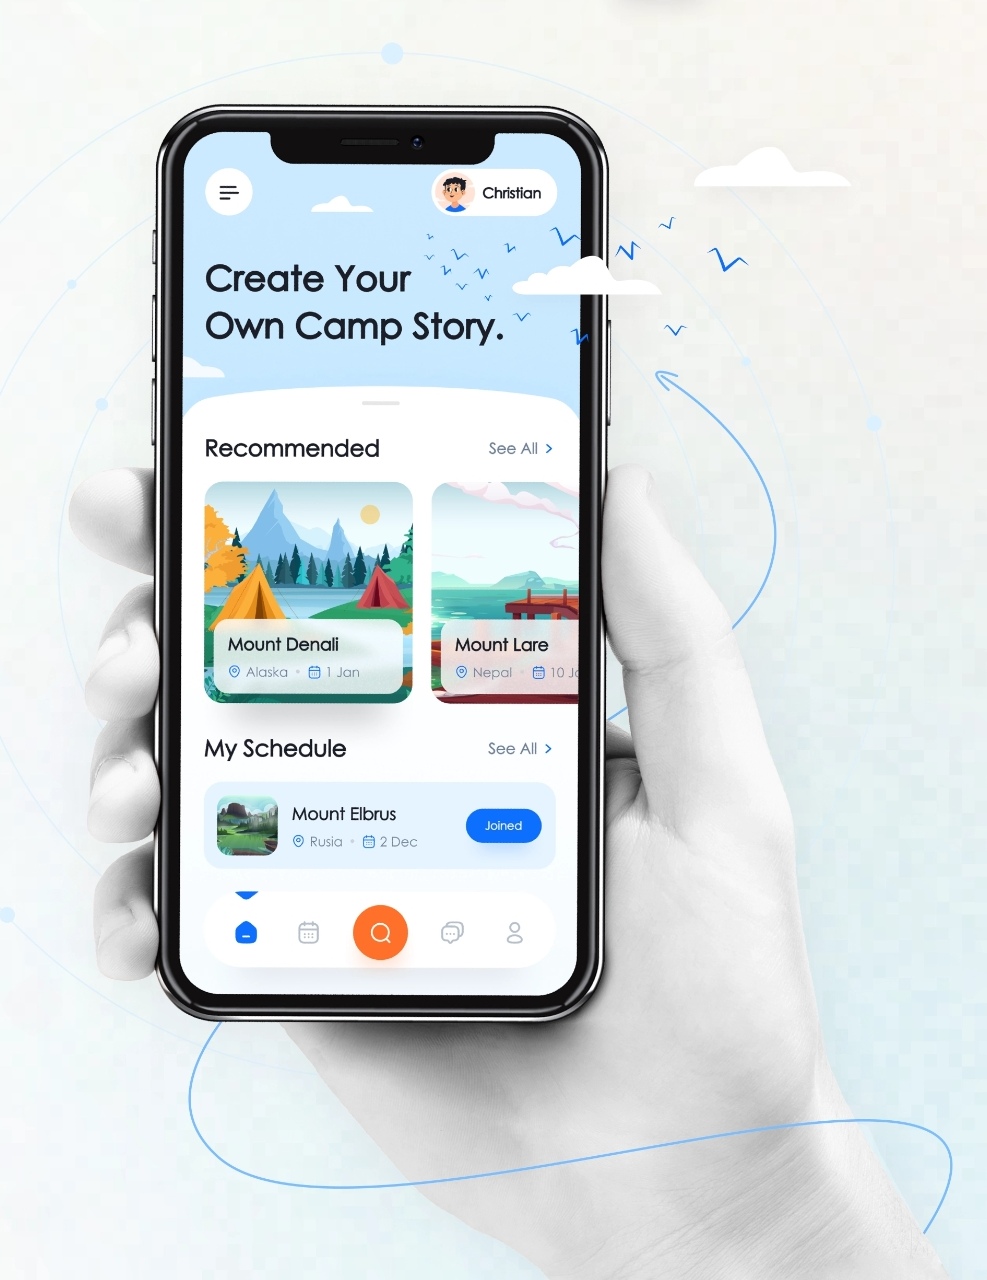 Christian
Create Your
Own Camp Story.
Recommended
See All
Mount Denali
Alaska
1 Jan
Mount Lare
Nepal
10
My Schedule
See All
Mount Elbrus
Rusia
2 Dec
Joined